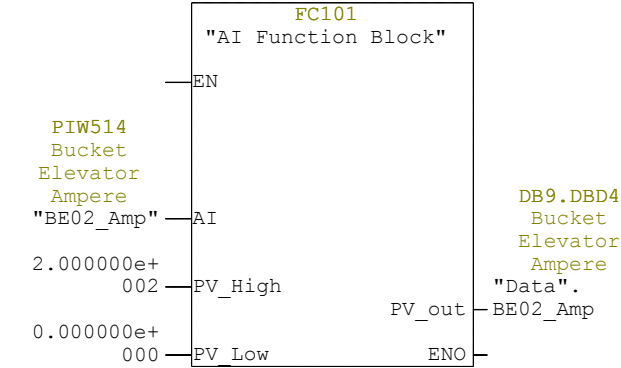 FC101
"AI Function Block"
EN
PIW514
Bucket
Elevator
Ampere
"BE02_Amp"
AI
2.000000e+
002
PV_High
0.000000e+
000
PV_Low
DB9.DBD4
Bucket
Elevator
Ampere
"Data".
PV_out
BE02_Amp
ENO